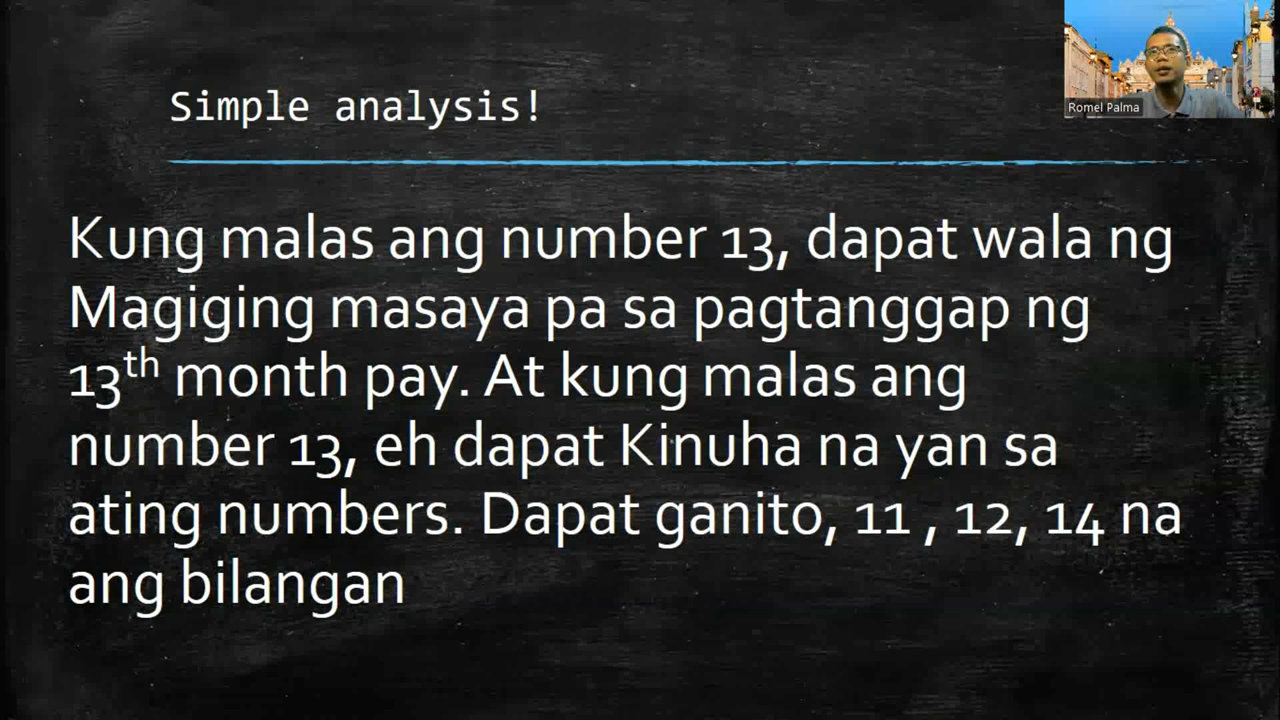 Simple analysis!
Romel Palma
Kung malas ang number 13, dapat wala ng
Magiging masaya pa sa pagtanggap ng
13th month pay. At kung malas ang
number 13, eh dapat Kinuha na yan sa
ating numbers. Dapat ganito, 11 , 12, 14 na
ang bilangan